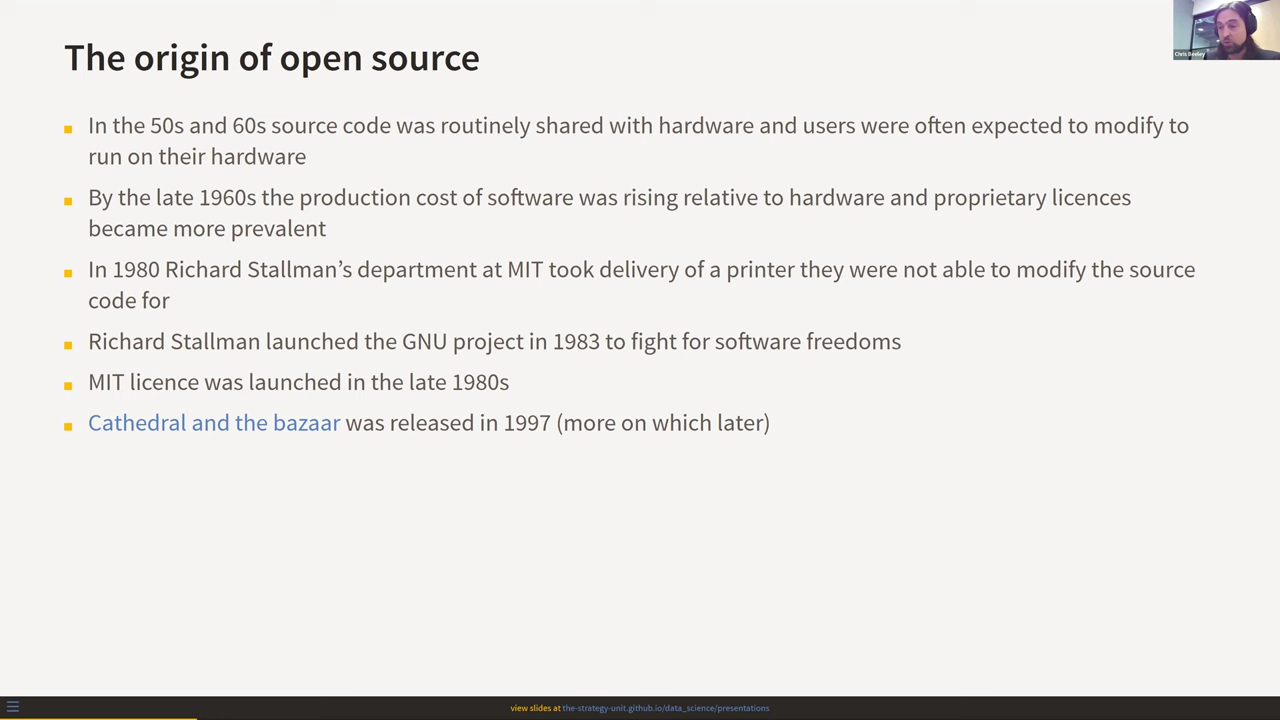 The origin of open source
Chris Beeley
In the 50s and 60s source code was routinely shared with hardware and users were often expected to modify to
run on their hardware
By the late 1960s the production cost of software was rising relative to hardware and proprietary licences
became more prevalent
In 1980 Richard Stallman’s department at MIT took delivery of a printer they were not able to modify the source
code for
Richard Stallman launched the GNU project in 1983 to fight for software freedoms
MIT licence was launched in the late 1980s
Cathedral and the bazaar was released in 1997 (more on which later)
view slides at the-strategy-unit.github.io/data_science/presentations